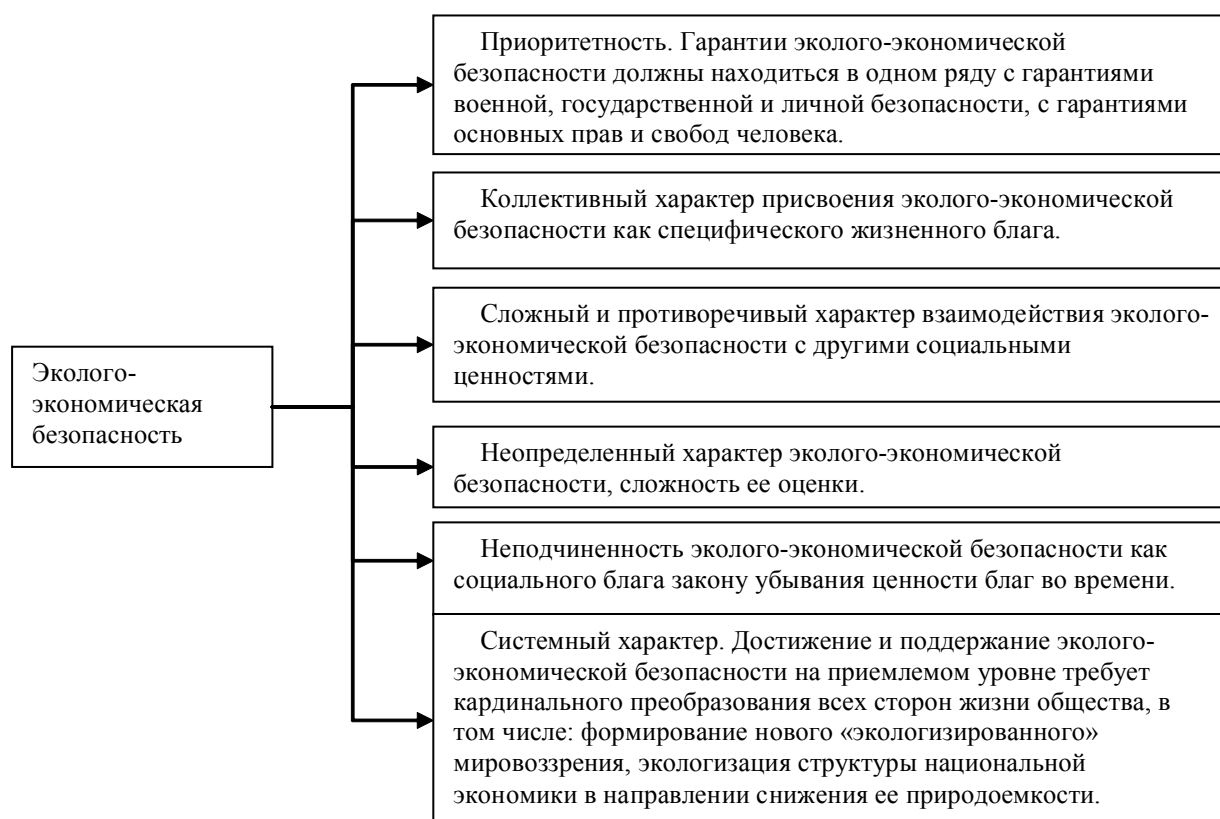 Приоритетность. Гарантии эколого-экономической
безопасности должны находиться в одном ряду с гарантиями
военной, государственной и личной безопасности, с гарантиями
основных прав и свобод человека.
Коллективный характер присвоения эколого-экономической
безопасности как специфического жизненного блага.
Сложный и противоречивый характер взаимодействия эколого-
экономической безопасности с другими социальными
ценностями.
Эколого-
экономическая
безопасность
Неопределенный характер эколого-экономической
безопасности, сложность ее оценки.
Неподчиненность эколого-экономической безопасности как
социального блага закону убывания ценности благ во времени.
Системный характер. Достижение и поддержание эколого-
экономической безопасности на приемлемом уровне требует
кардинального преобразования всех сторон жизни общества, в
том числе: формирование нового «экологизированного»
мировоззрения, экологизация структуры национальной
экономики в направлении снижения ее природоемкости.